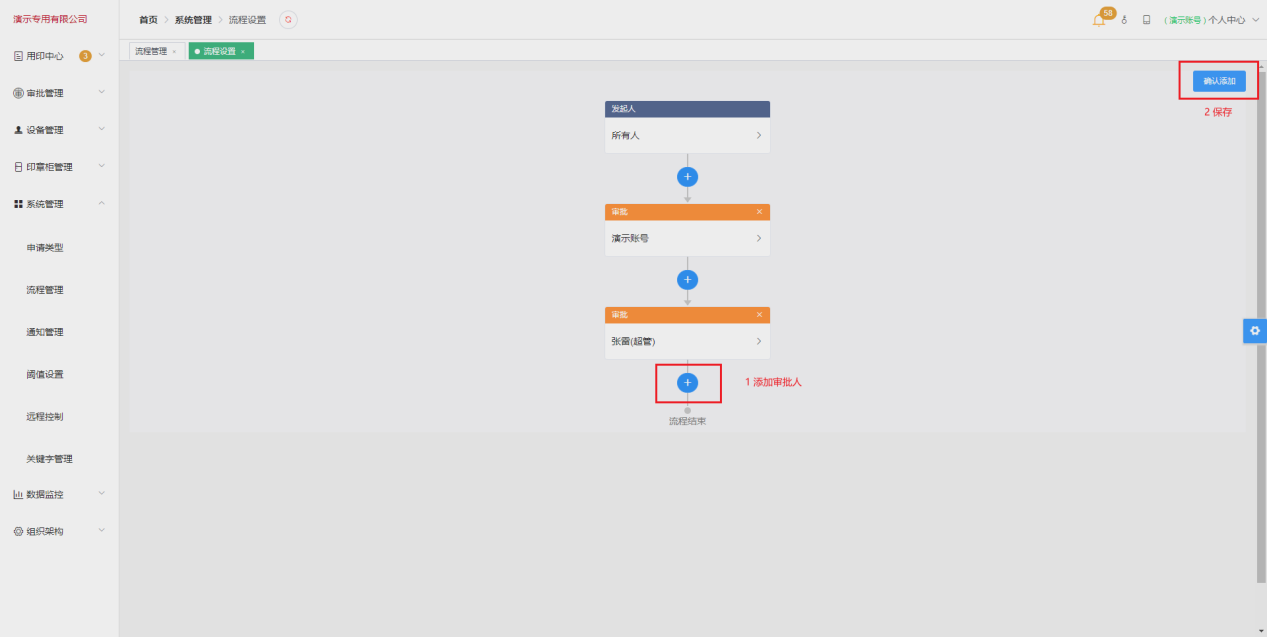 演示专用有限公司
首页
系统管理
流程设置
58
(演示账号)个人中心
用印中心
3
审批管理
设备管理
印章柜管理
系统管理
申请类型
流程管理
通知管理
阈值设置
远程控制
关键字管理
数据监控
组织架构
流程管理 ×
流程设置 ×
确认添加
2 保存
发起人
所有人
审批
演示账号
审批
张雷(超管)
1 添加审批人
流程结束